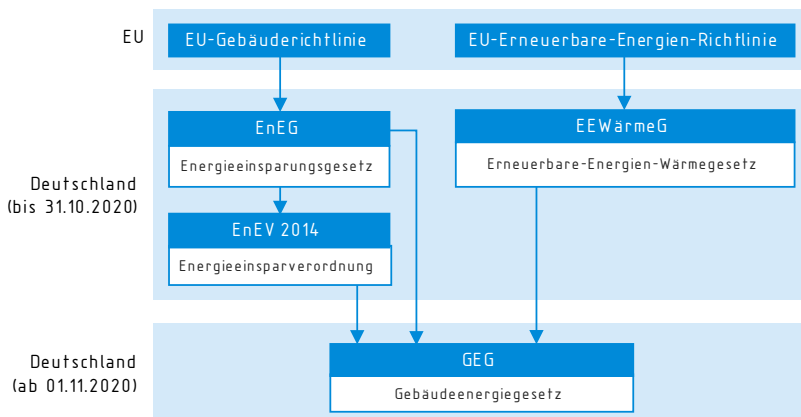 EU
EU-Gebäuderichtlinie
EU-Erneuerbare-Energien-Richtlinie
Deutschland
(bis 31.10.2020)
EnEG
Energieeinsparungsgesetz
EEWärmeG
Erneuerbare-Energien-Wärmegesetz
EnEV 2014
Energieeinsparverordnung
Deutschland
(ab 01.11.2020)
GEG
Gebäudeenergiegesetz